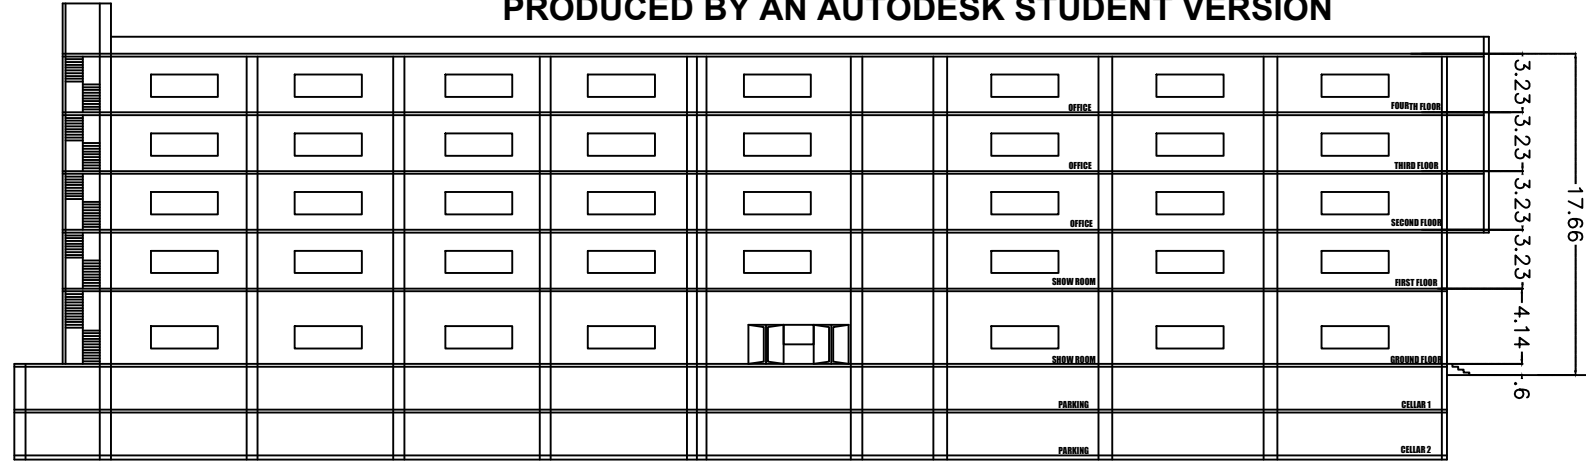 PRODUCED BY AN AUTODESK STUDENT VERSION
OFFICE FOURTH FLOOR 3.23
OFFICE THIRD FLOOR 3.23
OFFICE SECOND FLOOR 3.23
17.66
SHOW ROOM FIRST FLOOR 3.23
SHOW ROOM GROUND FLOOR 4.14
.6
PARKING CELLAR 1
PARKING CELLAR 2